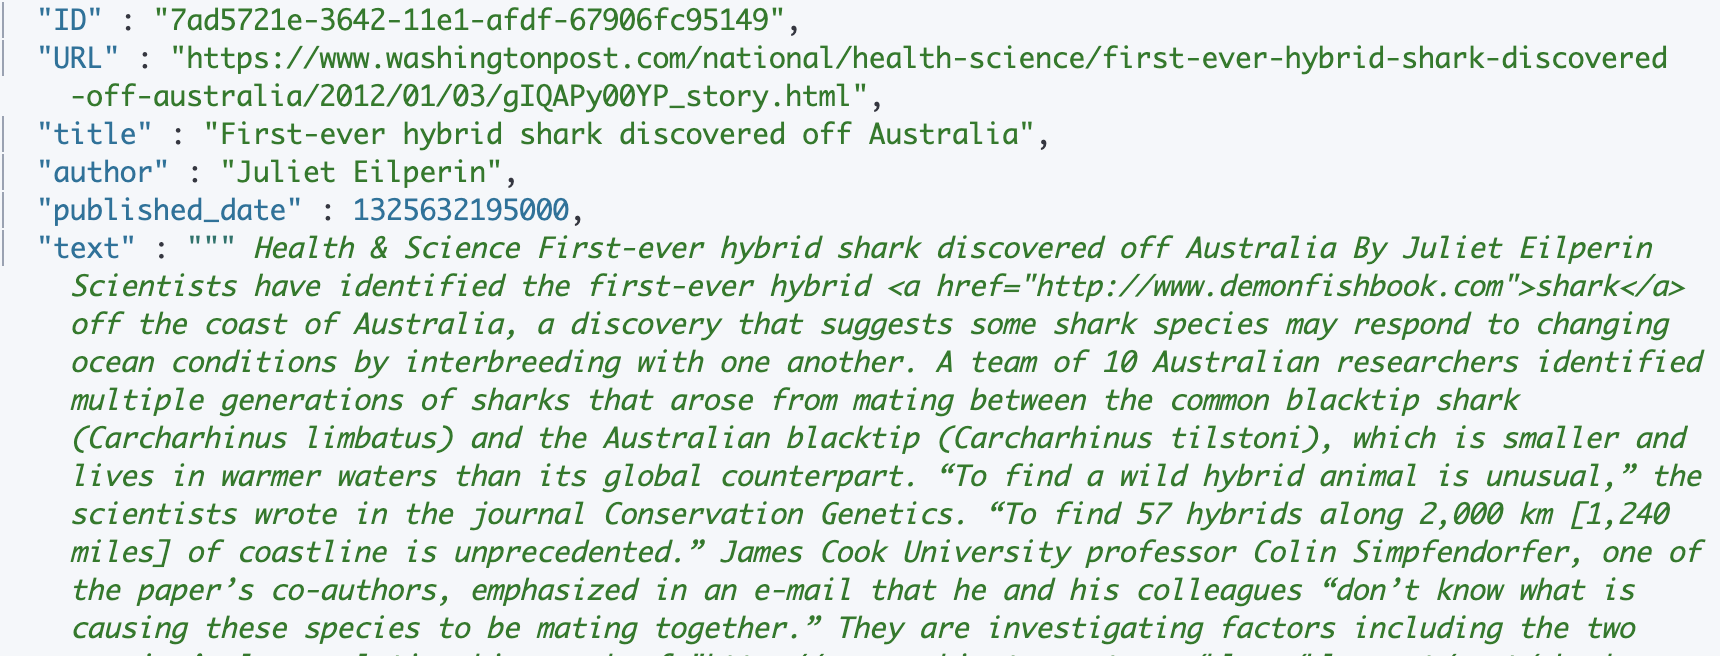 "ID" : "7ad5721e-3642-11e1-afdf-67906fc95149",
"URL" : "https://www.washingtonpost.com/national/health-science/first-ever-hybrid-shark-discovered
-off-australia/2012/01/03/gIQAPy00YP_story.html",
"title" : "First-ever hybrid shark discovered off Australia",
"author" : "Juliet Eilperin",
"published_date" : 1325632195000,
"text" : """ Health & Science First-ever hybrid shark discovered off Australia By Juliet Eilperin
Scientists have identified the first-ever hybrid <a href="http://www.demonfishbook.com">shark</a>
off the coast of Australia, a discovery that suggests some shark species may respond to changing
ocean conditions by interbreeding with one another. A team of 10 Australian researchers identified
multiple generations of sharks that arose from mating between the common blacktip shark
(Carcharhinus limbatus) and the Australian blacktip (Carcharhinus tilstoni), which is smaller and
lives in warmer waters than its global counterpart. “To find a wild hybrid animal is unusual,” the
scientists wrote in the journal Conservation Genetics. “To find 57 hybrids along 2,000 km [1,240
miles] of coastline is unprecedented.” James Cook University professor Colin Simpfendorfer, one of
the paper’s co-authors, emphasized in an e-mail that he and his colleagues “don’t know what is
causing these species to be mating together.” They are investigating factors including the two